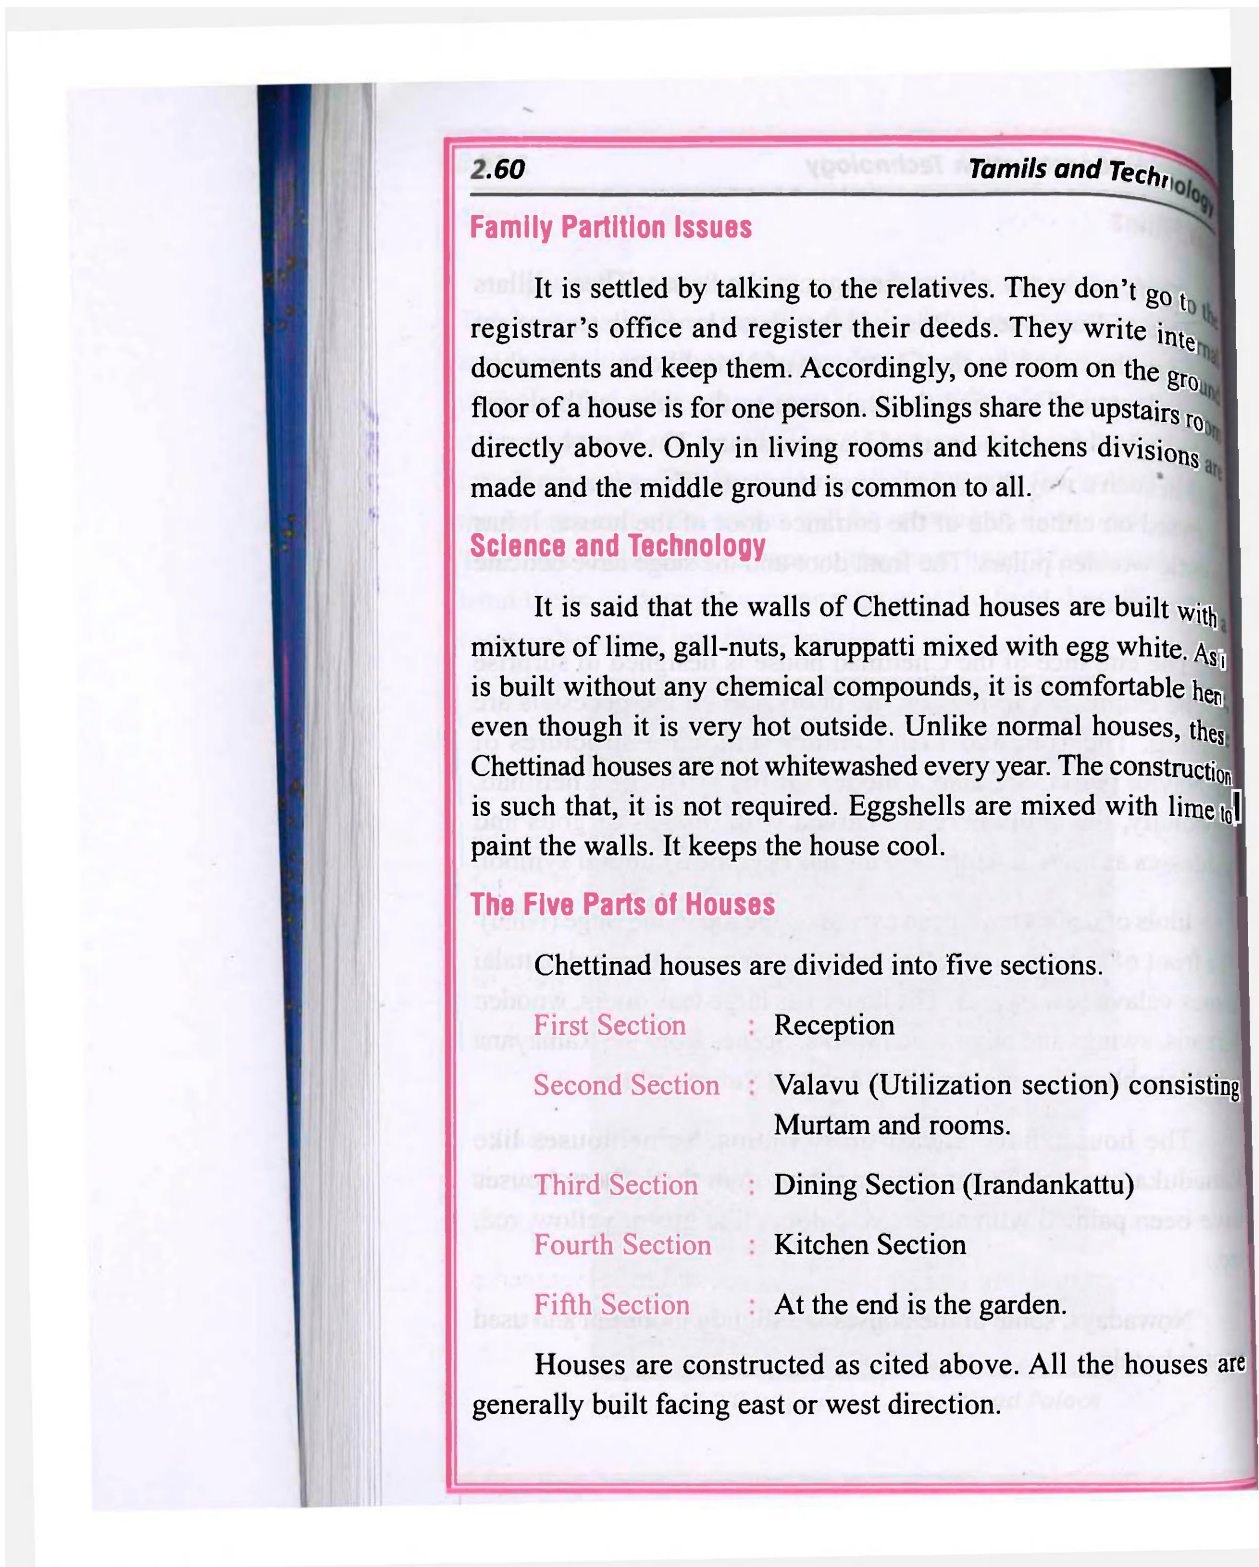 2.60 Tamils and Technology
Family Partition Issues
It is settled by talking to the relatives. They don't go to the
registrar's office and register their deeds. They write internal
documents and keep them. Accordingly, one room on the ground
floor of a house is for one person. Siblings share the upstairs room
directly above. Only in living rooms and kitchens divisions are
made and the middle ground is common to all.
Science and Technology
It is said that the walls of Chettinad houses are built with a
mixture of lime, gall-nuts, karuppatti mixed with egg white. As
is built without any chemical compounds, it is comfortable
even though it is very hot outside. Unlike normal houses,
Chettinad houses are not whitewashed every year. The construction
is such that, it is not required. Eggshells are mixed with lime to
paint the walls. It keeps the house cool.
The Five Parts of Houses
Chettinad houses are divided into five sections.
First Section : Reception
Second Section : Valavu (Utilization section) consisting
Murtam and rooms.
Third Section : Dining Section (Irandankattu)
Fourth Section : Kitchen Section
Fifth Section : At the end is the garden.
Houses are constructed as cited above. All the houses are
generally built facing east or west direction.